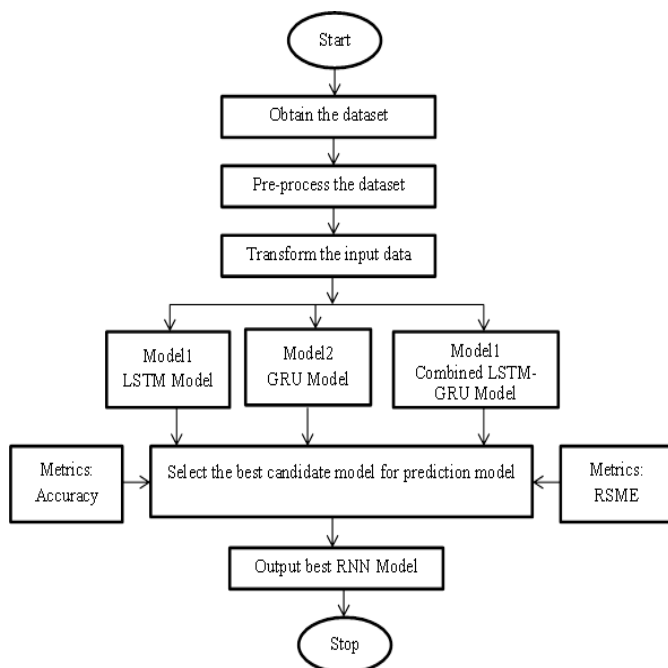 Start
Obtain the dataset
Pre-process the dataset
Transform the input data
Model1
LSTM Model
Model2
GRU Model
Model1
Combined LSTM-
GRU Model
Metrics:
Accuracy
Select the best candidate model for prediction model
Metrics:
RSME
Output best RNN Model
Stop